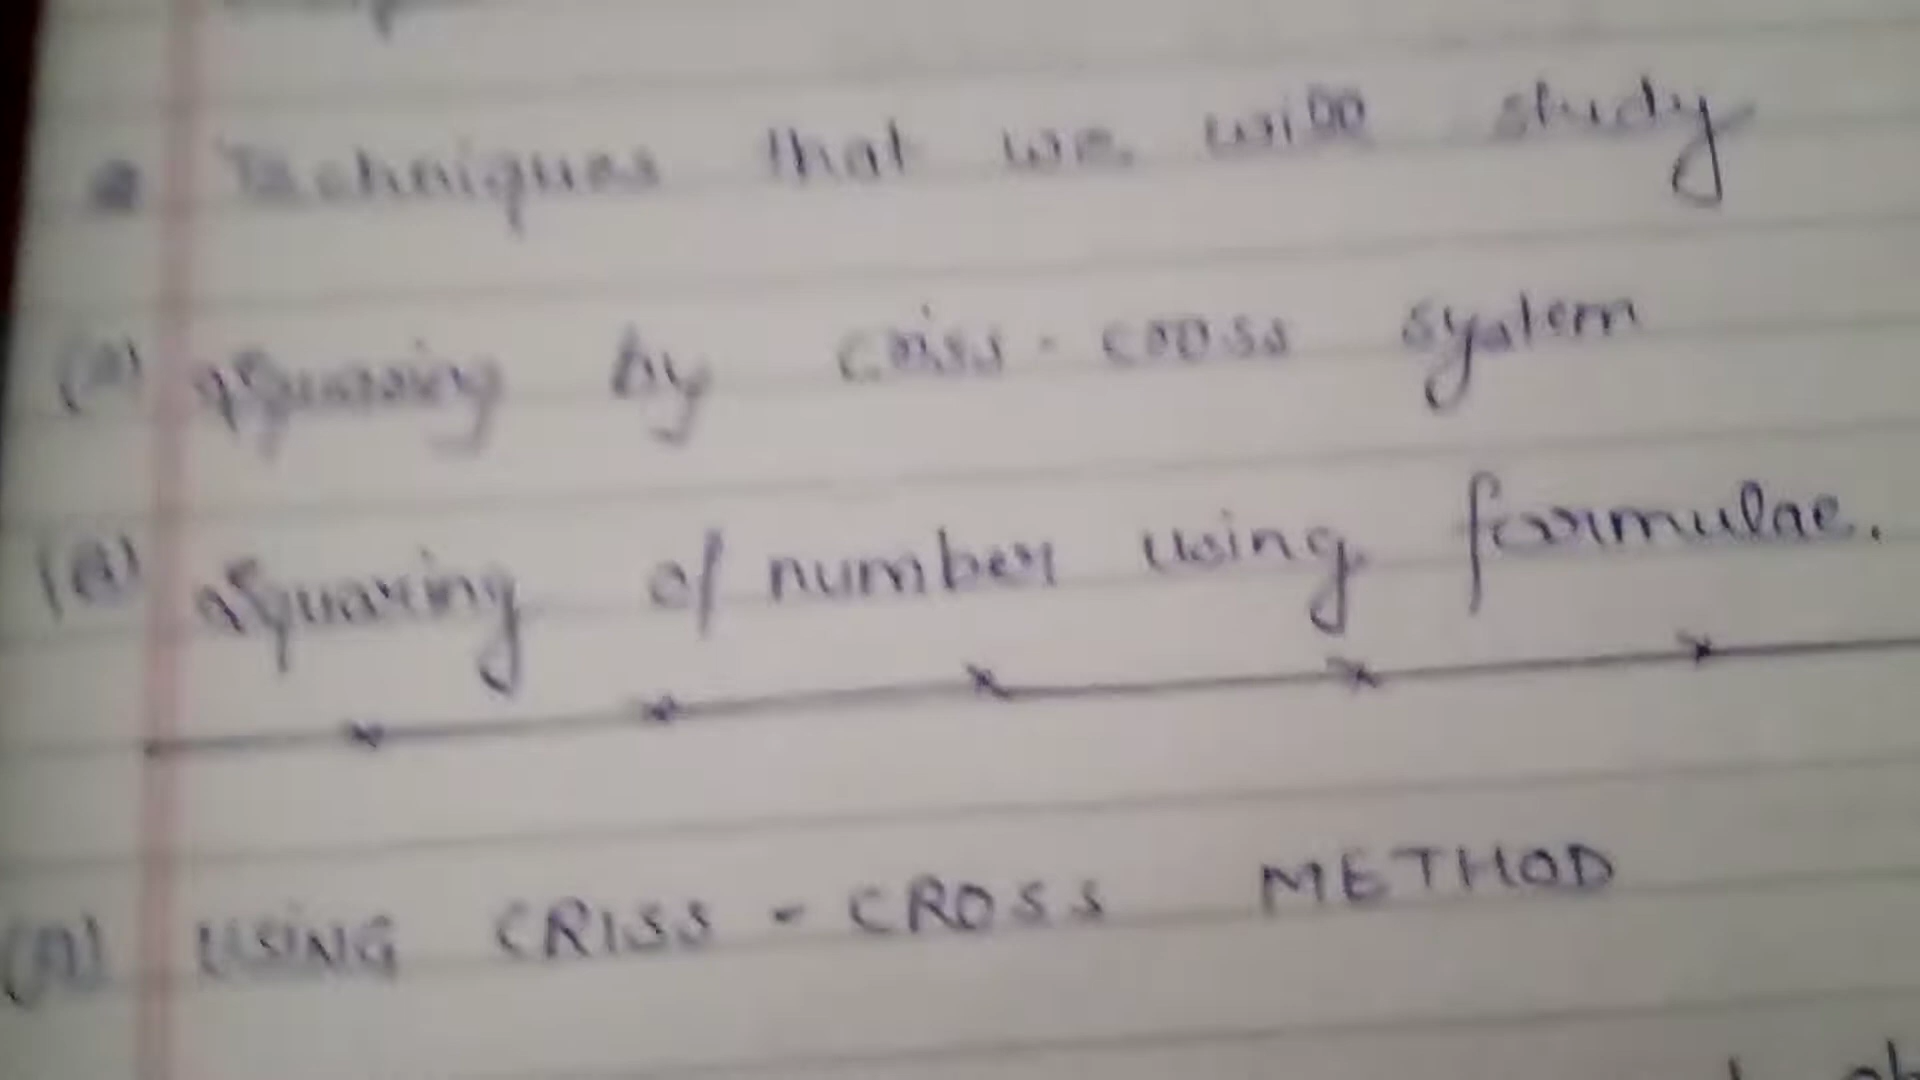 Techniques that we will study
(A) Squaring by criss-cross system
(B) Squaring of number using formulae.
(A) USING CRISS-CROSS METHOD